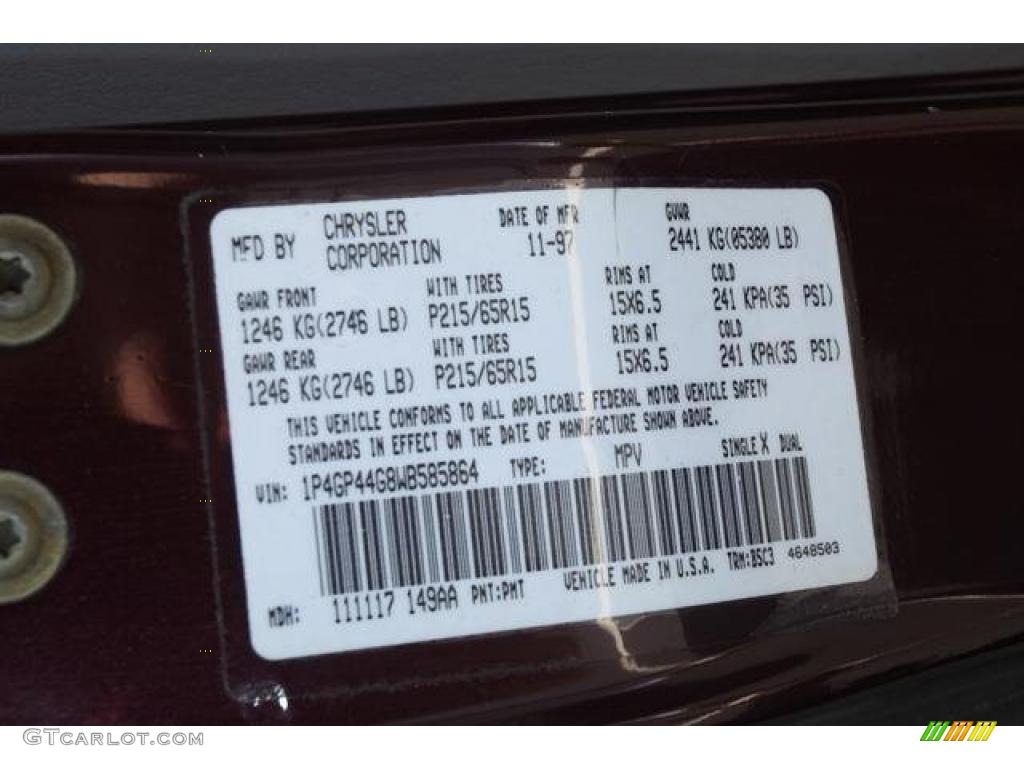 MFD BY CHRYSLER CORPORATION DATE OF MFR 11-97 GVWR 2441 KG(05380 LB)
GAWR FRONT WITH TIRES RIMS AT COLD
1246 KG(2746 LB) P215/65R15 15X6.5 241 KPA(35 PSI)
GAWR REAR WITH TIRES RIMS AT COLD
1246 KG(2746 LB) P215/65R15 15X6.5 241 KPA(35 PSI)
THIS VEHICLE CONFORMS TO ALL APPLICABLE FEDERAL MOTOR VEHICLE SAFETY
STANDARDS IN EFFECT ON THE DATE OF MANUFACTURE SHOWN ABOVE.
VIN: 1P4GP44G8WB585864 TYPE: MPV SINGLE X DUAL
MDH: 111117 149AA PNT:PMT VEHICLE MADE IN U.S.A. TRM:BSC3 4648503
GTCarlot.com